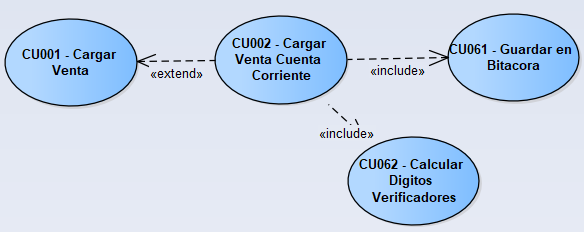 CU001 - Cargar
Venta
«extend»
CU002 - Cargar
Venta Cuenta
Corriente
«include»
CU061 - Guardar en
Bitacora
«include»
CU062 - Calcular
Digitos
Verificadores